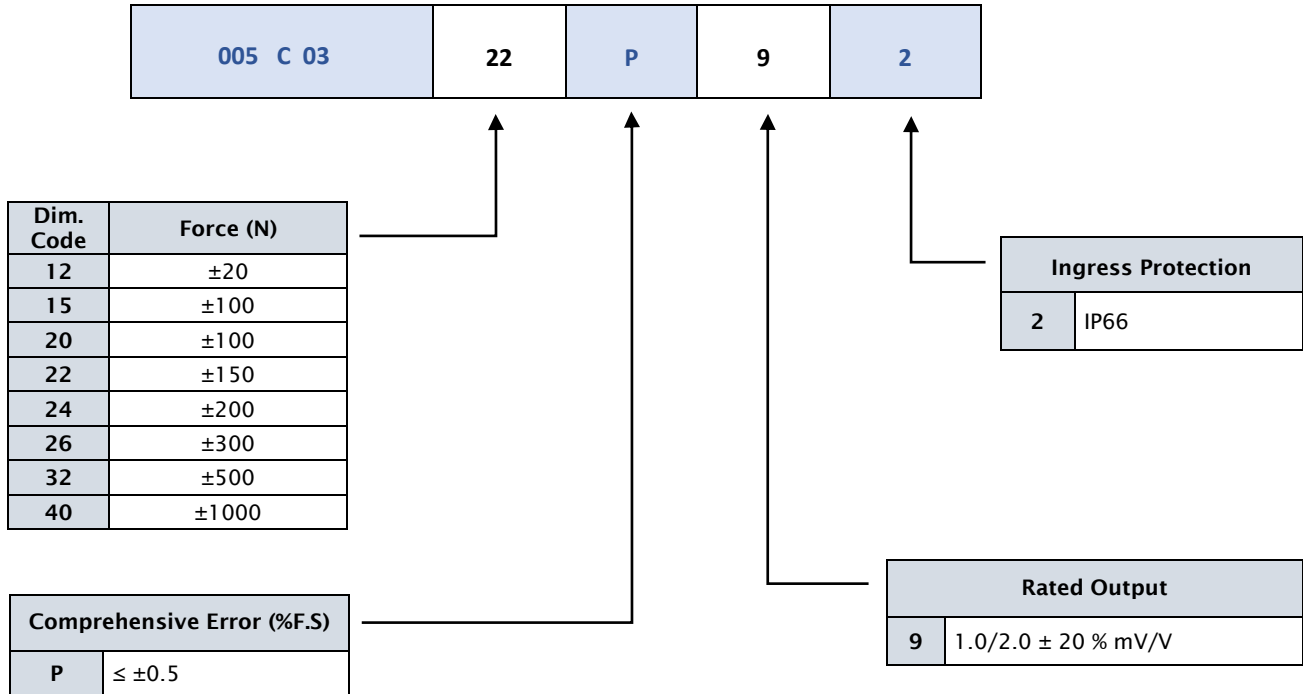 005 C 03 22 P 9 2
Dim. Code Force (N)
12 ±20
15 ±100
20 ±100
22 ±150
24 ±200
26 ±300
32 ±500
40 ±1000
Ingress Protection
2 IP66
Comprehensive Error (%F.S)
P ≤ ±0.5
Rated Output
9 1.0/2.0 ± 20 % mV/V